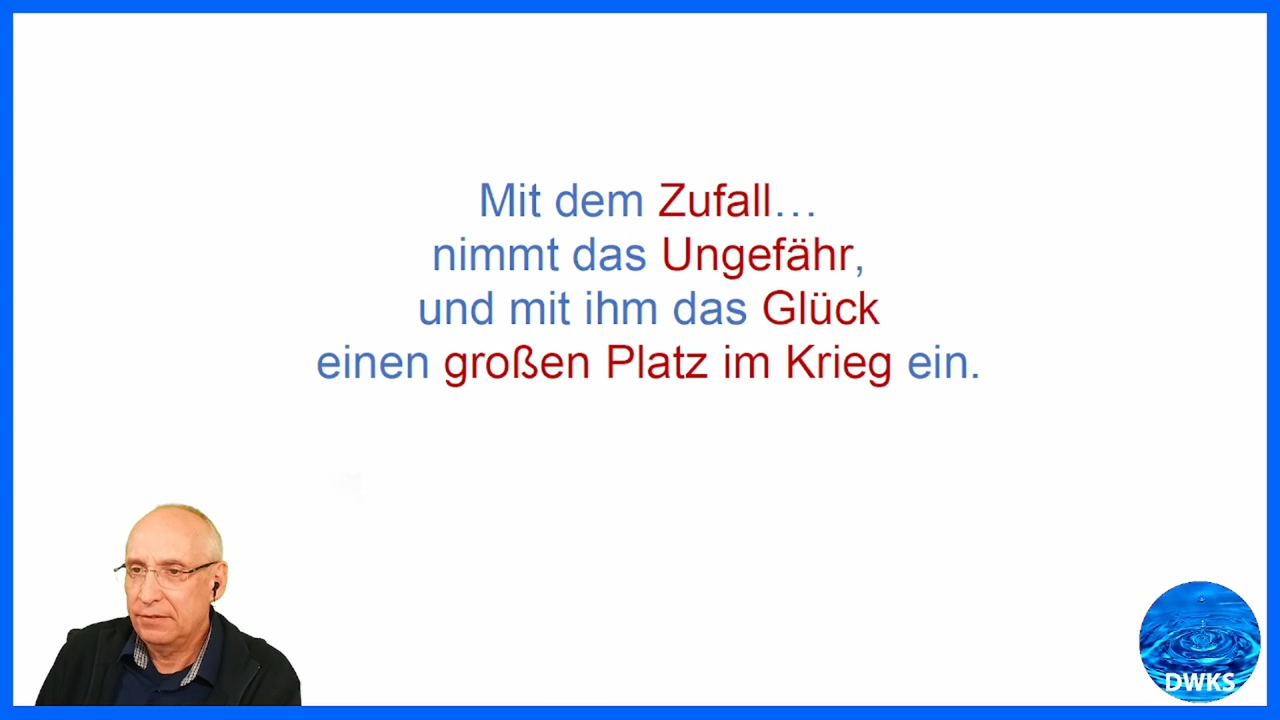 Mit dem Zufall…
nimmt das Ungefähr,
und mit ihm das Glück
einen großen Platz im Krieg ein.
DWKS